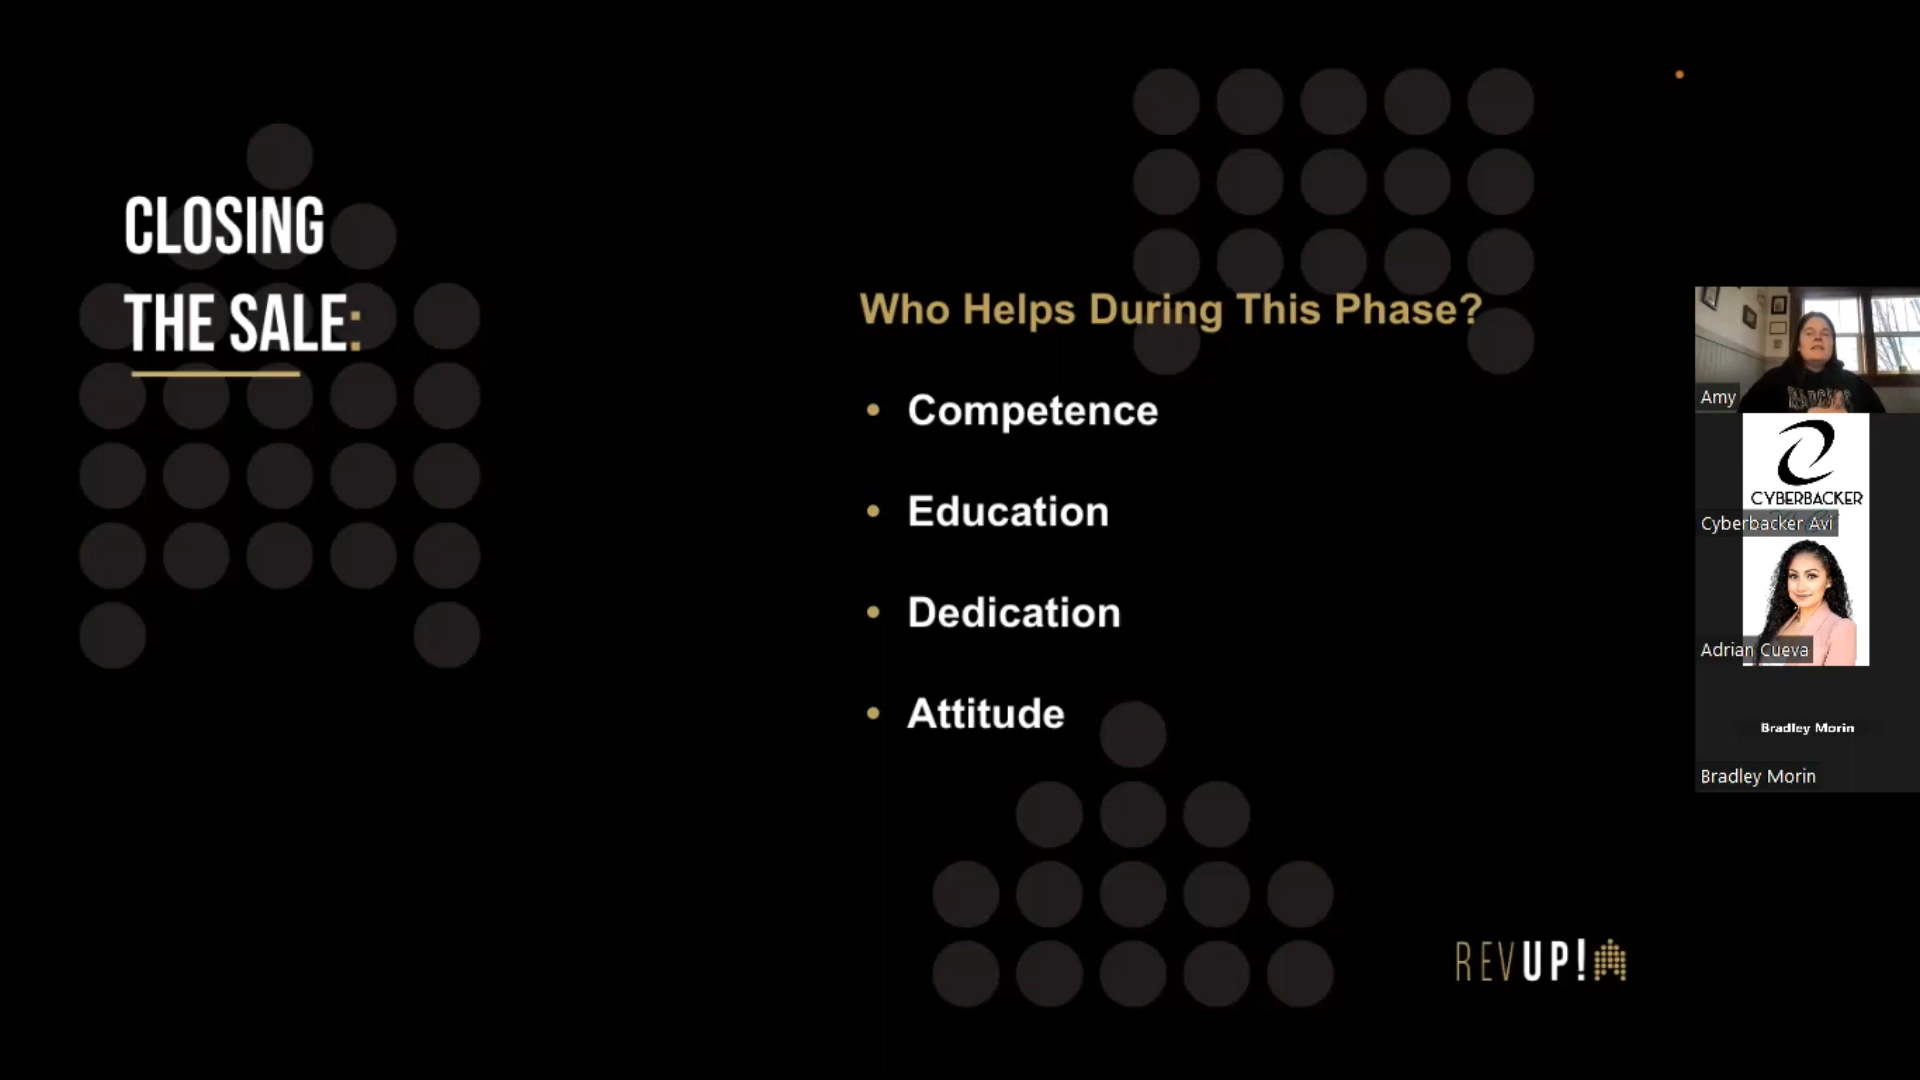 CLOSING
THE SALE:
Who Helps During This Phase?
• Competence
• Education
• Dedication
• Attitude
REVUP!
Amy
CYBERBACKER
Cyberbacker Avi
Adrian Cueva
Bradley Morin
Bradley Morin